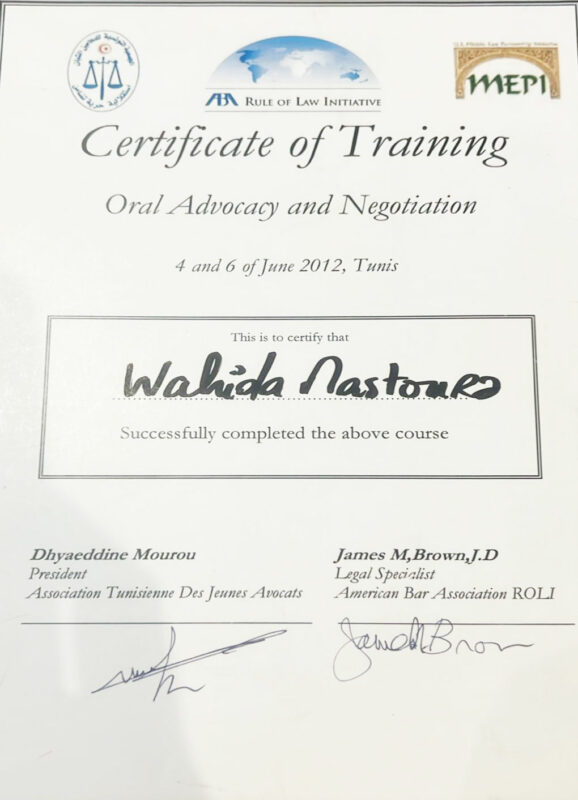 ABA RULE OF LAW INITIATIVE
MEPI
Certificate of Training
Oral Advocacy and Negotiation
4 and 6 of June 2012, Tunis
This is to certify that
Wahida
Successfully completed the above course
Dhyaeddine Mourou
President
Association Tunisienne Des Jeunes Avocats
James M,Brown,J.D
Legal Specialist
American Bar Association ROLI